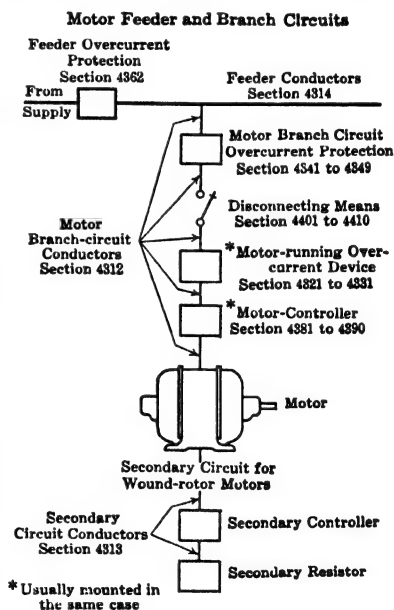 Motor Feeder and Branch Circuits
Feeder Overcurrent
Protection
Section 4362
From
Supply
Feeder Conductors
Section 4314
Motor Branch Circuit
Overcurrent Protection
Section 4341 to 4349
Disconnecting Means
Section 4401 to 4410
Motor
Branch-circuit
Conductors
Section 4312
*Motor-running Over-
current Device
Section 4321 to 4331
*Motor-Controller
Section 4381 to 4390
Motor
Secondary Circuit for
Wound-rotor Motors
Secondary
Circuit Conductors
Section 4313
Secondary Controller
Secondary Resistor
*Usually mounted in
the same case